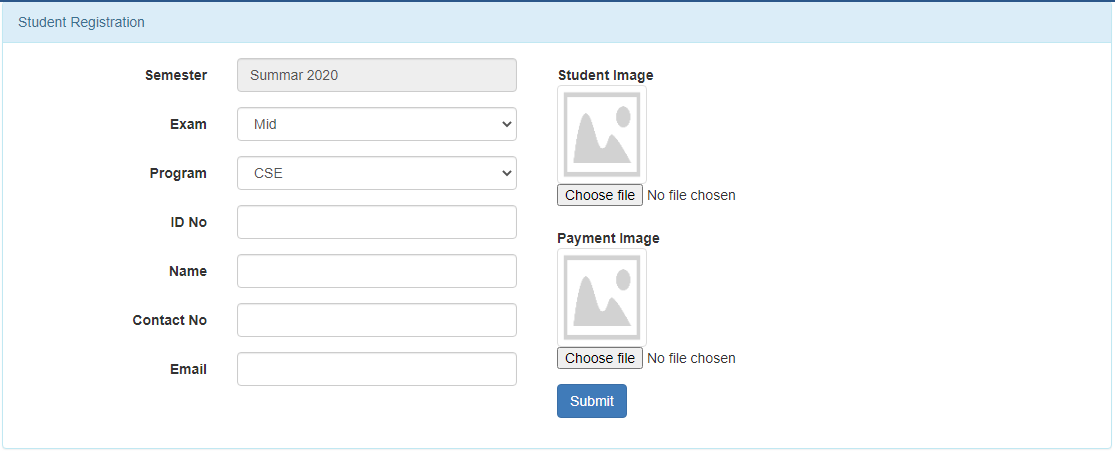 Student Registration
Semester
Summar 2020
Exam
Mid
Program
CSE
ID No
Name
Contact No
Email
Student Image
Choose file No file chosen
Payment Image
Choose file No file chosen
Submit